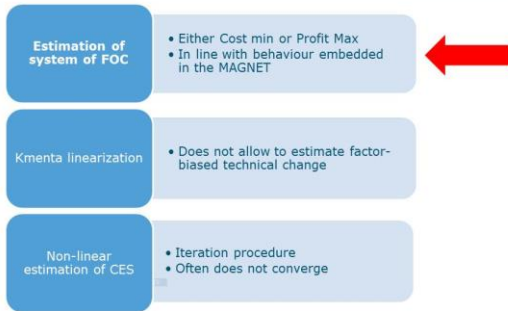 Estimation of
system of FOC
• Either Cost min or Profit Max
• In line with behaviour embedded
in the MAGNET
Kmenta linearization
• Does not allow to estimate factor-
biased technical change
Non-linear
estimation of CES
• Iteration procedure
• Often does not converge